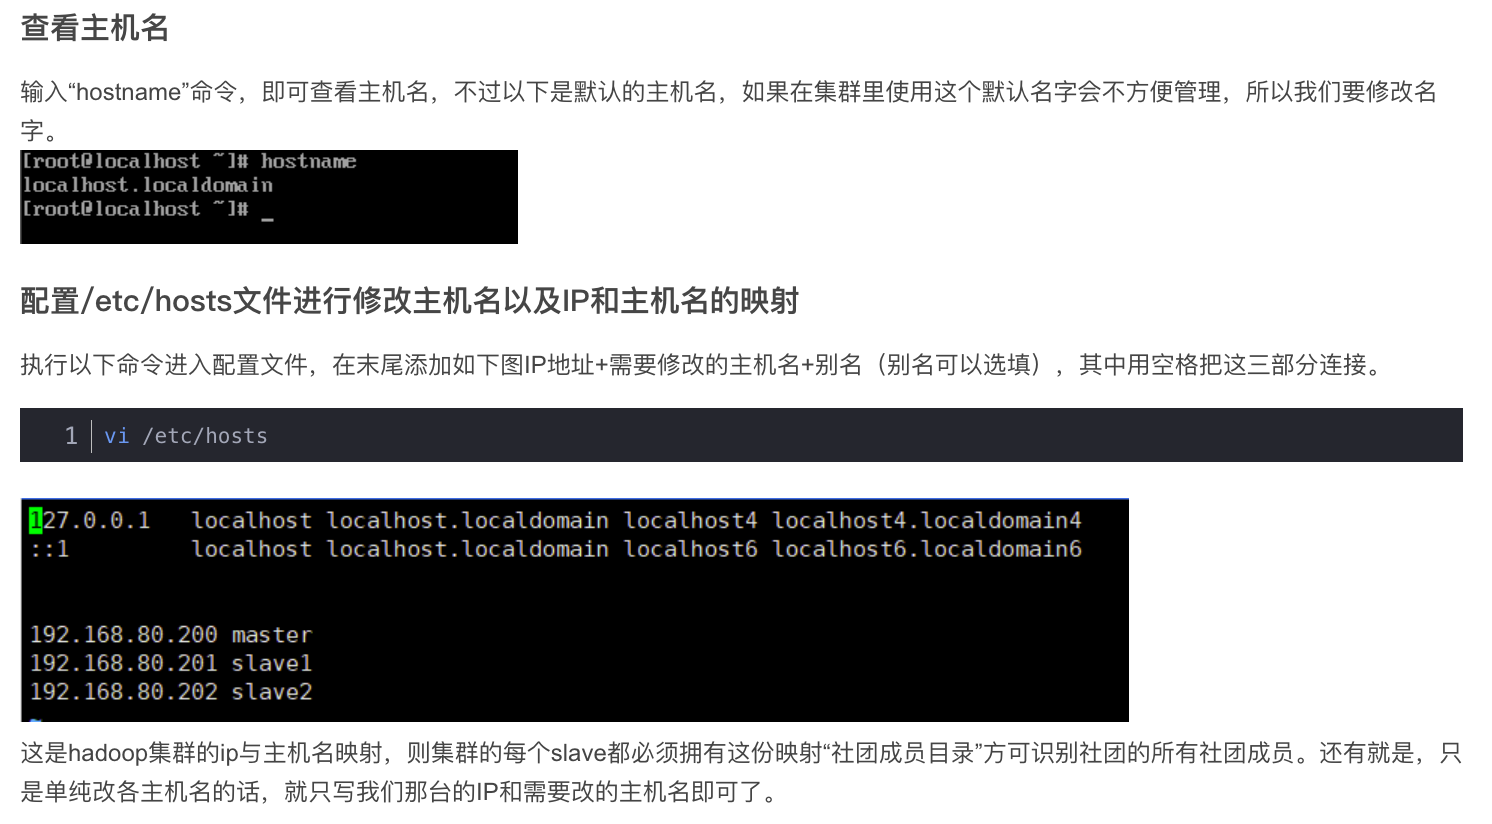 查看主机名
输入“hostname”命令，即可查看主机名，不过以下是默认的主机名，如果在集群里使用这个默认名字会不方便管理，所以我们要修改名
字。
[root@localhost ~]# hostname
localhost.localdomain
[root@localhost ~]# _
配置/etc/hosts文件进行修改主机名以及IP和主机名的映射
执行以下命令进入配置文件，在末尾添加如下图IP地址+需要修改的主机名+别名（别名可以选填），其中用空格把这三部分连接。
1 vi /etc/hosts
127.0.0.1   localhost localhost.localdomain localhost4 localhost4.localdomain4
::1         localhost localhost.localdomain localhost6 localhost6.localdomain6
192.168.80.200 master
192.168.80.201 slave1
192.168.80.202 slave2
~
这是hadoop集群的ip与主机名映射，则集群的每个slave都必须拥有这份映射“社团成员目录”方可识别社团的所有社团成员。还有就是，只
是单纯改各主机名的话，就只写我们那台的IP和需要改的主机名即可了。